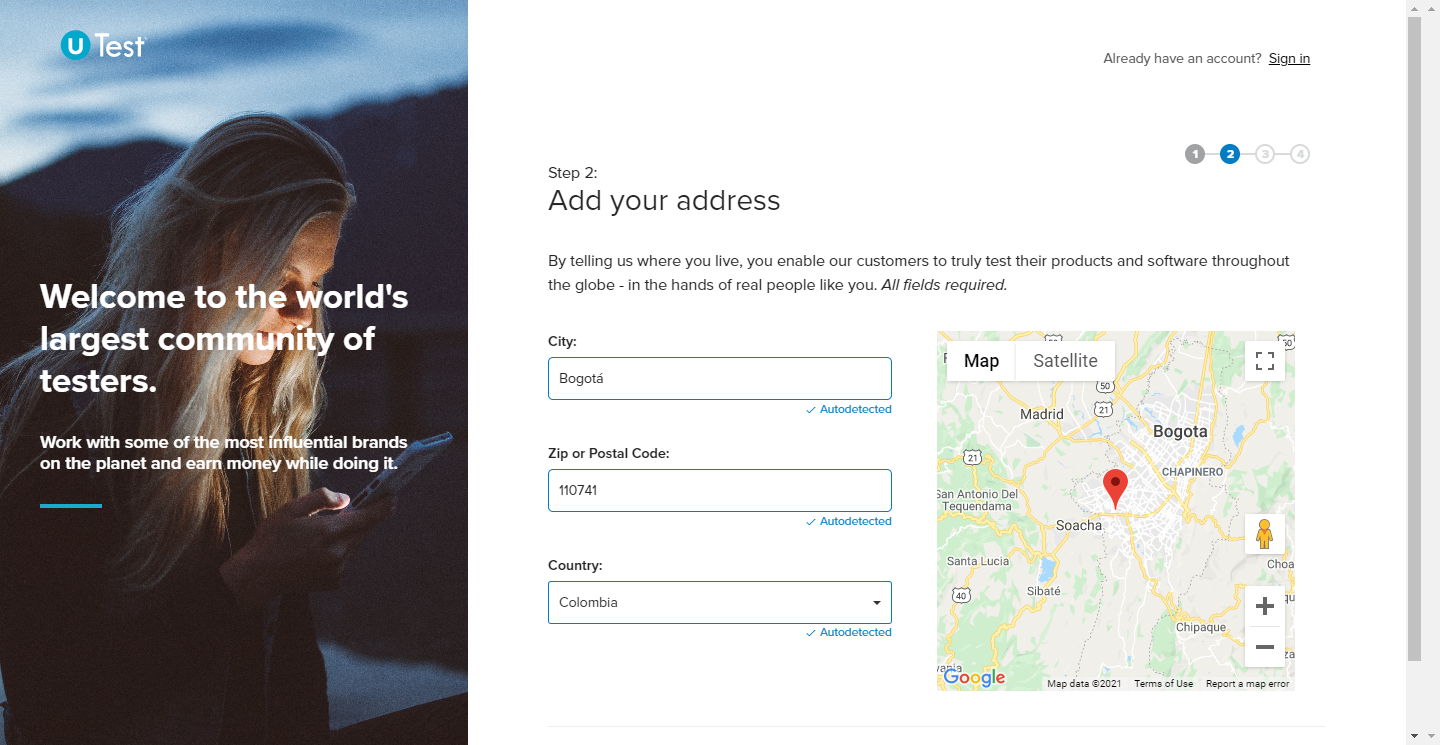 U Test
Already have an account? Sign in
1 2 3 4
Step 2:
Add your address
By telling us where you live, you enable our customers to truly test their products and software throughout
the globe - in the hands of real people like you. All fields required.
Welcome to the world's
largest community of
testers.
Work with some of the most influential brands
on the planet and earn money while doing it.
City:
Bogotá
Autodetected
Zip or Postal Code:
110741
Autodetected
Country:
Colombia
Autodetected
Map Satellite
50
50
Madrid
21
Bogota
21
CHAPINERO
San Antonio Del
Tequendama
Soacha
Santa Lucia
Choa
40
Sibaté
Chipaque
Google
Map data ©2021 Terms of Use Report a map error